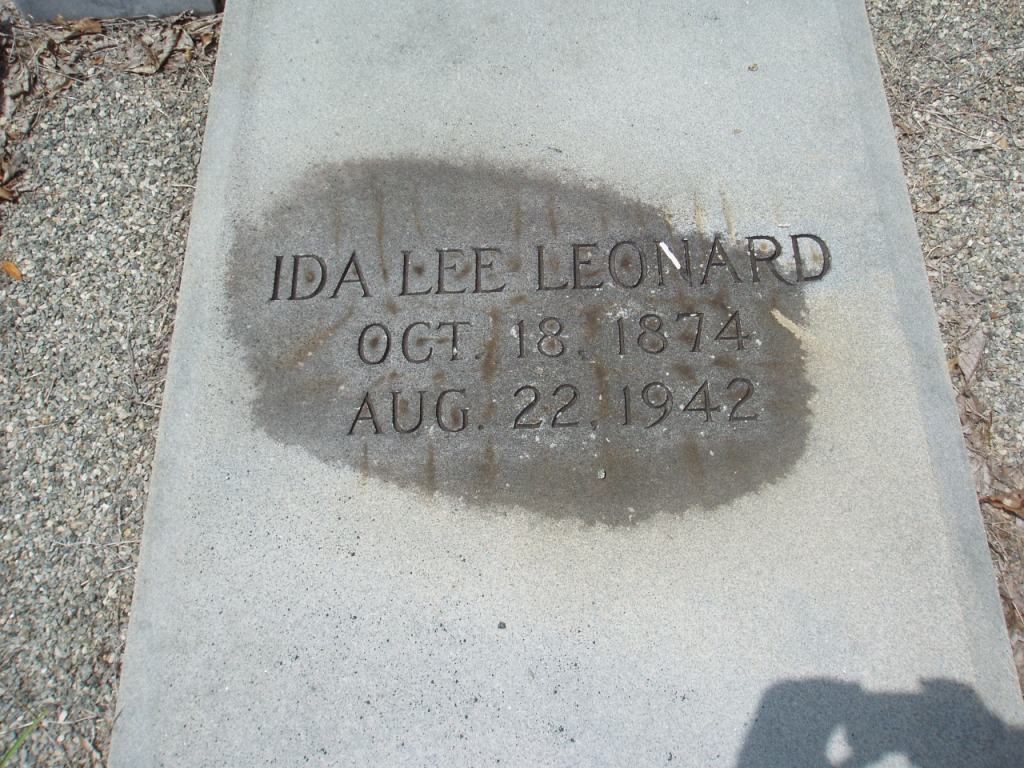 IDA LEE LEONARD
OCT. 18, 1874
AUG. 22, 1942